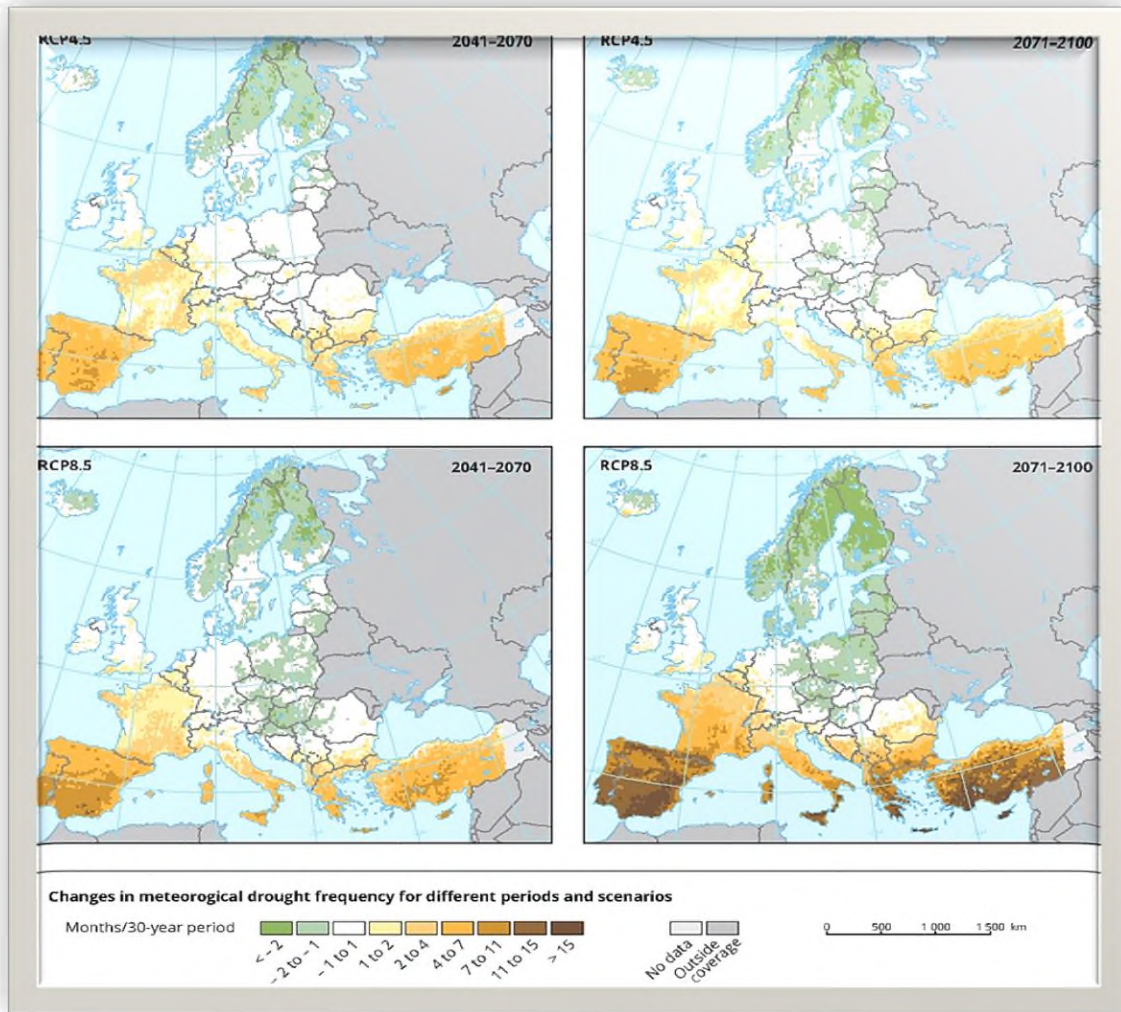 RCP4.5 2041–2070
RCP4.5 2071–2100
RCP8.5 2041–2070
RCP8.5 2071–2100
Changes in meteorogical drought frequency for different periods and scenarios
Months/30-year period
< – 2
– 2 to – 1
– 1 to 1
1 to 2
2 to 4
4 to 7
7 to 11
11 to 15
> 15
No data
Outside
coverage
0 500 1 000 1 500 km